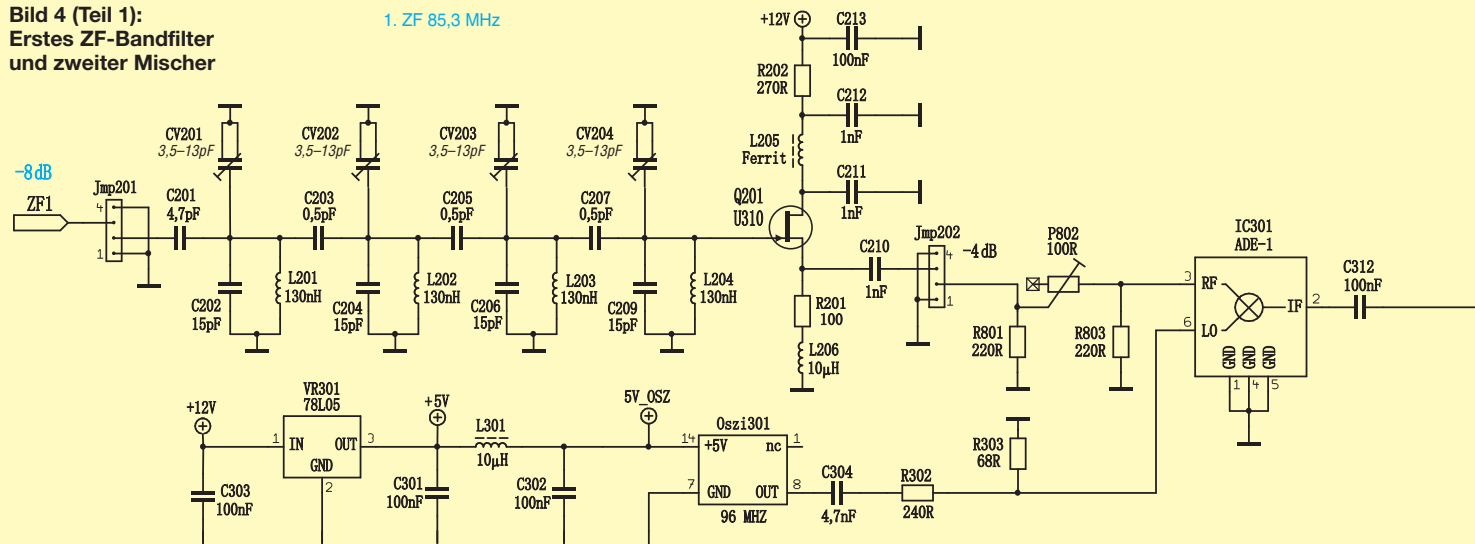 Bild 4 (Teil 1):
Erstes ZF-Bandfilter
und zweiter Mischer
1. ZF 85,3 MHz
-8dB
ZF1
Jmp201
4
1
C201
4,7pF
CV201
3,5–13pF
C202
15pF
L201
130nH
C203
0,5pF
CV202
3,5–13pF
C204
15pF
L202
130nH
C205
0,5pF
CV203
3,5–13pF
C206
15pF
L203
130nH
C207
0,5pF
CV204
3,5–13pF
C209
15pF
L204
130nH
+12V
C213
100nF
R202
270R
C212
1nF
L205
Ferrit
C211
1nF
Q201
U310
C210
1nF
R201
100
L206
10µH
Jmp202
4
1
-4dB
P802
100R
R801
220R
R803
220R
IC301
ADE-1
3
RF
6
LO
IF
2
GND
GND
GND
1
4
5
C312
100nF
+12V
VR301
78L05
1
IN
OUT
3
GND
2
C303
100nF
+5V
C301
100nF
L301
10µH
C302
100nF
5V_OSZ
Oszi301
14
+5V
nc
1
7
GND
OUT
8
96 MHZ
C304
4,7nF
R302
240R
R303
68R